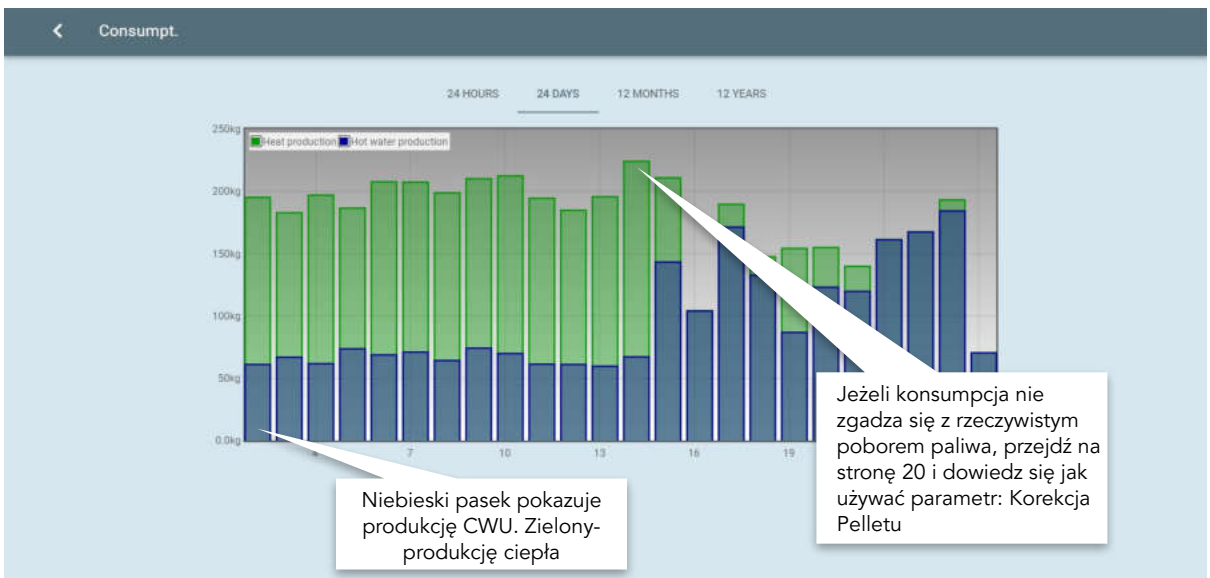 Consumpt.
24 HOURS 24 DAYS 12 MONTHS 12 YEARS
250kg
Heat production Hot water production
200kg
150kg
100kg
50kg
0.0kg
7 10 13 16 19
Jeżeli konsumpcja nie
zgadza się z rzeczywistym
poborem paliwa, przejdź na
stronę 20 i dowiedz się jak
używać parametr: Korekcja
Pelletu
Niebieski pasek pokazuje
produkcję CWU. Zielony-
produkcję ciepła